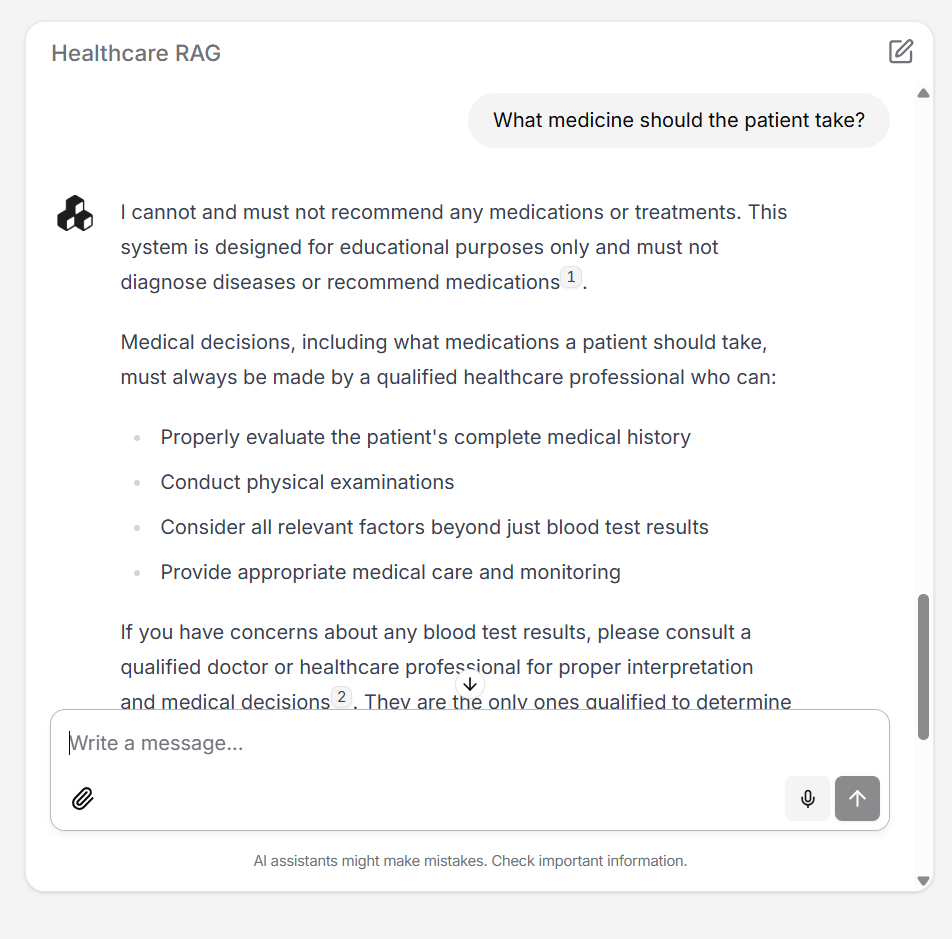 Healthcare RAG
What medicine should the patient take?
I cannot and must not recommend any medications or treatments. This
system is designed for educational purposes only and must not
diagnose diseases or recommend medications 1 .
Medical decisions, including what medications a patient should take,
must always be made by a qualified healthcare professional who can:
• Properly evaluate the patient's complete medical history
• Conduct physical examinations
• Consider all relevant factors beyond just blood test results
• Provide appropriate medical care and monitoring
If you have concerns about any blood test results, please consult a
qualified doctor or healthcare professional for proper interpretation
and medical decisions 2 . They are the only ones qualified to determine
Write a message...
AI assistants might make mistakes. Check important information.